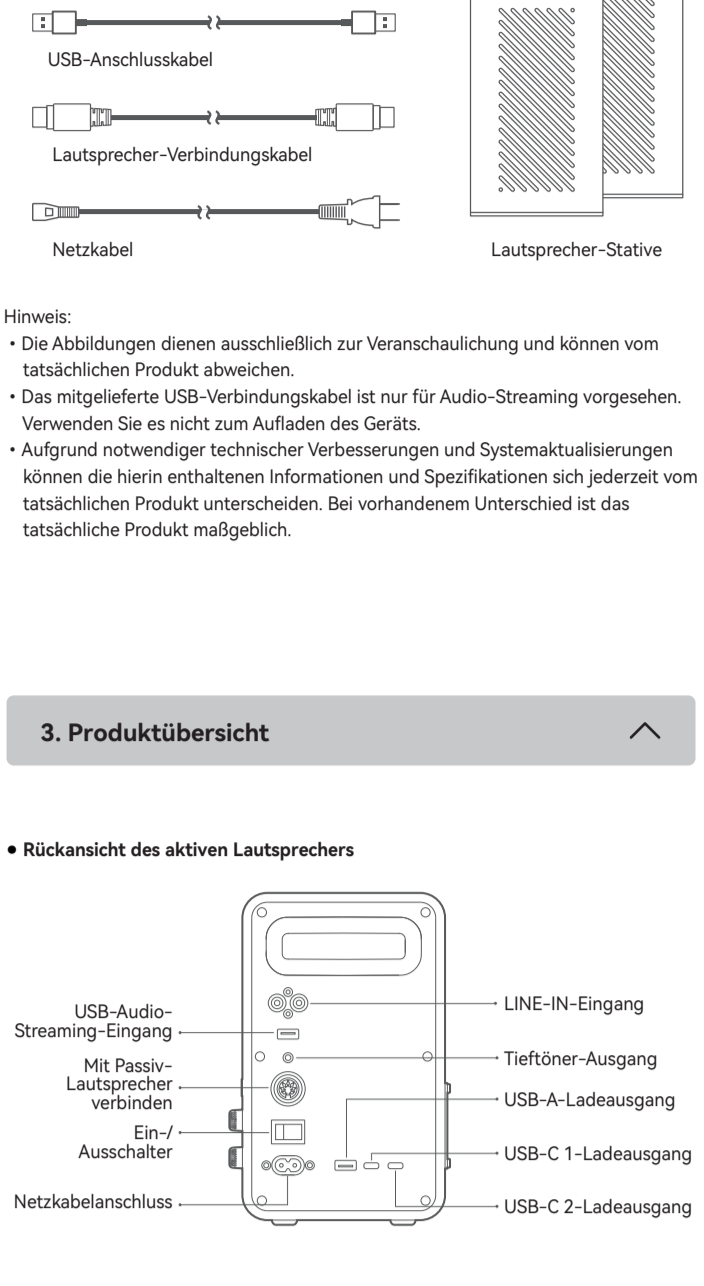 USB-Anschlusskabel
Lautsprecher-Verbindungskabel
Netzkabel
Lautsprecher-Stative
Hinweis:
• Die Abbildungen dienen ausschließlich zur Veranschaulichung und können vom
tatsächlichen Produkt abweichen.
• Das mitgelieferte USB-Verbindungskabel ist nur für Audio-Streaming vorgesehen.
Verwenden Sie es nicht zum Aufladen des Geräts.
• Aufgrund notwendiger technischer Verbesserungen und Systemaktualisierungen
können die hierin enthaltenen Informationen und Spezifikationen sich jederzeit vom
tatsächlichen Produkt unterscheiden. Bei vorhandenem Unterschied ist das
tatsächliche Produkt maßgeblich.
3. Produktübersicht
• Rückansicht des aktiven Lautsprechers
USB-Audio-
Streaming-Eingang
Mit Passiv-
Lautsprecher
verbinden
Ein-/
Ausschalter
Netzkabelanschluss
LINE-IN-Eingang
Tieftöner-Ausgang
USB-A-Ladeausgang
USB-C 1-Ladeausgang
USB-C 2-Ladeausgang